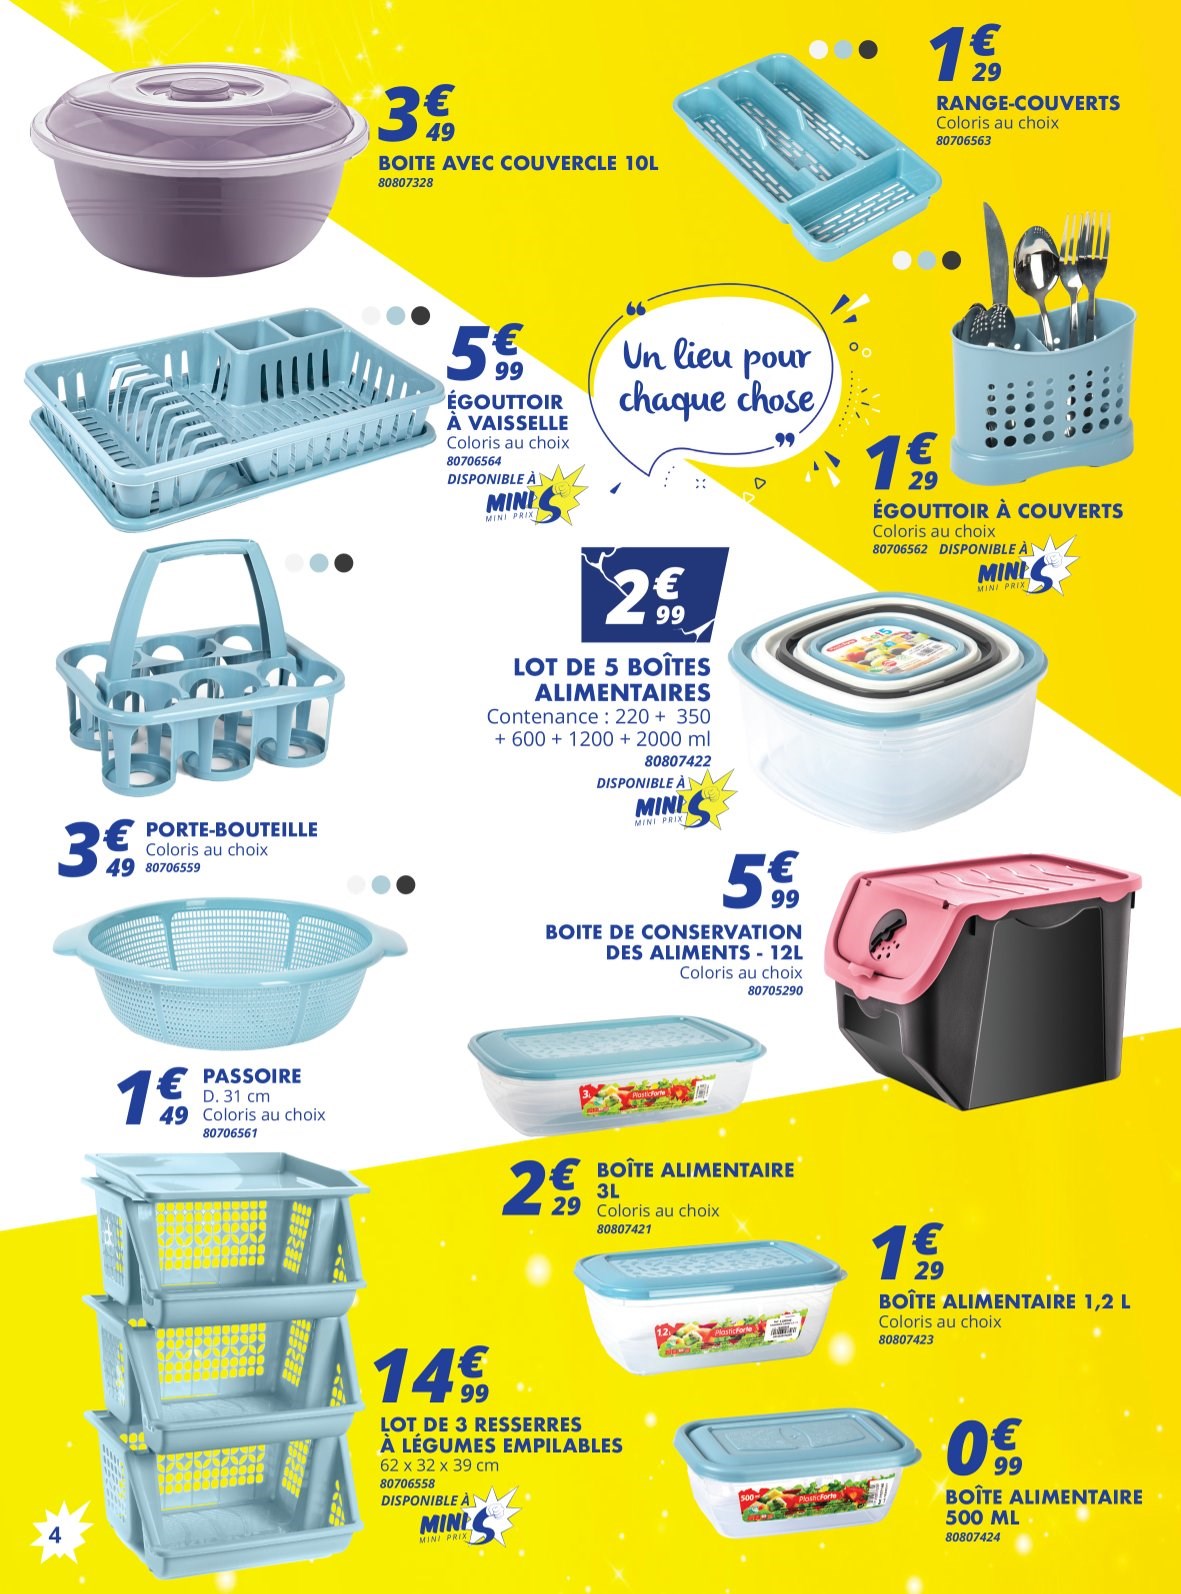 3€49
BOITE AVEC COUVERCLE 10L
80807328
1€29
RANGE-COUVERTS
Coloris au choix
80706563
5€99
ÉGOUTTOIR
À VAISSELLE
Coloris au choix
80706564
DISPONIBLE À
MINI S
MINI PRIX
“ Un lieu pour
chaque chose ”
1€29
ÉGOUTTOIR À COUVERTS
Coloris au choix
80706562 DISPONIBLE À
MINI S
MINI PRIX
2€99
LOT DE 5 BOÎTES
ALIMENTAIRES
Contenance : 220 + 350
+ 600 + 1200 + 2000 ml
80807422
DISPONIBLE À
MINI S
MINI PRIX
3€49
PORTE-BOUTEILLE
Coloris au choix
80706559
5€99
BOITE DE CONSERVATION
DES ALIMENTS - 12L
Coloris au choix
80705290
1€49
PASSOIRE
D. 31 cm
Coloris au choix
80706561
3L
PlasticForte
2€29
BOÎTE ALIMENTAIRE
3L
Coloris au choix
80807421
1€29
BOÎTE ALIMENTAIRE 1,2 L
Coloris au choix
80807423
PlasticForte
14€99
LOT DE 3 RESSERRES
À LÉGUMES EMPILABLES
62 x 32 x 39 cm
80706558
DISPONIBLE À
MINI S
MINI PRIX
500
PlasticForte
0€99
BOÎTE ALIMENTAIRE
500 ML
80807424
4